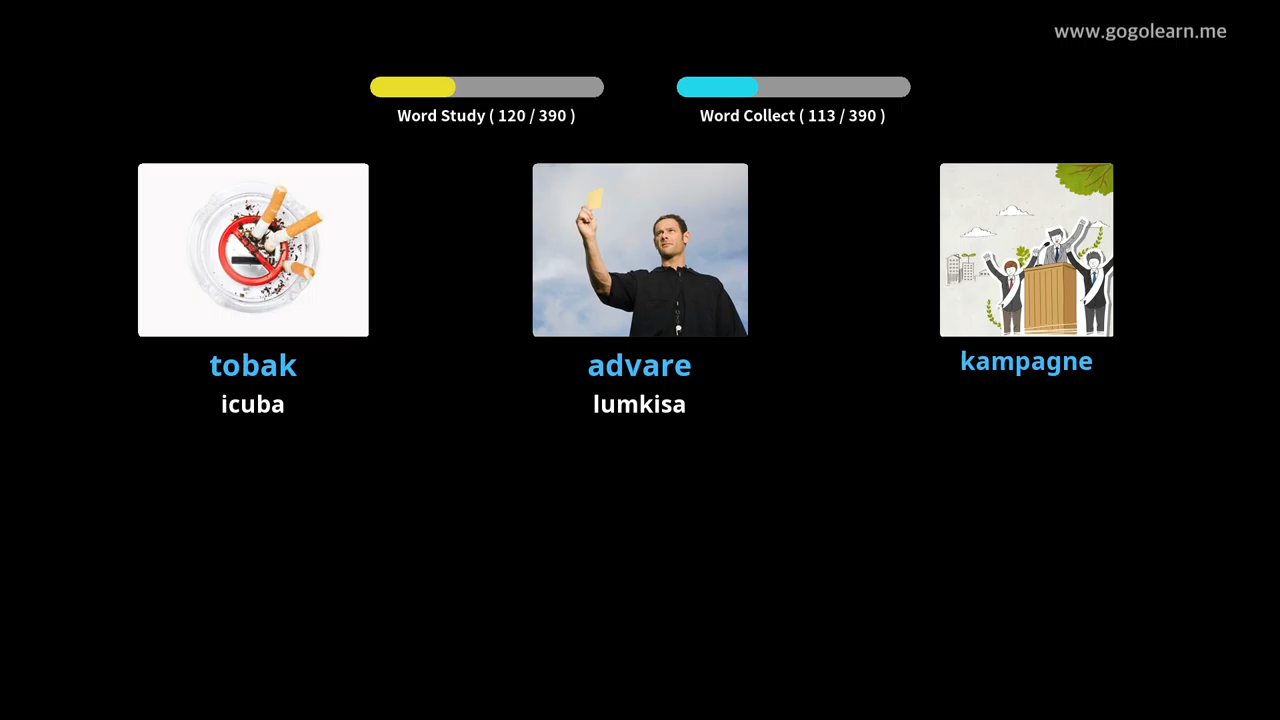 www.gogolearn.me
Word Study ( 120 / 390 )
Word Collect ( 113 / 390 )
tobak
icuba
advare
lumkisa
kampagne